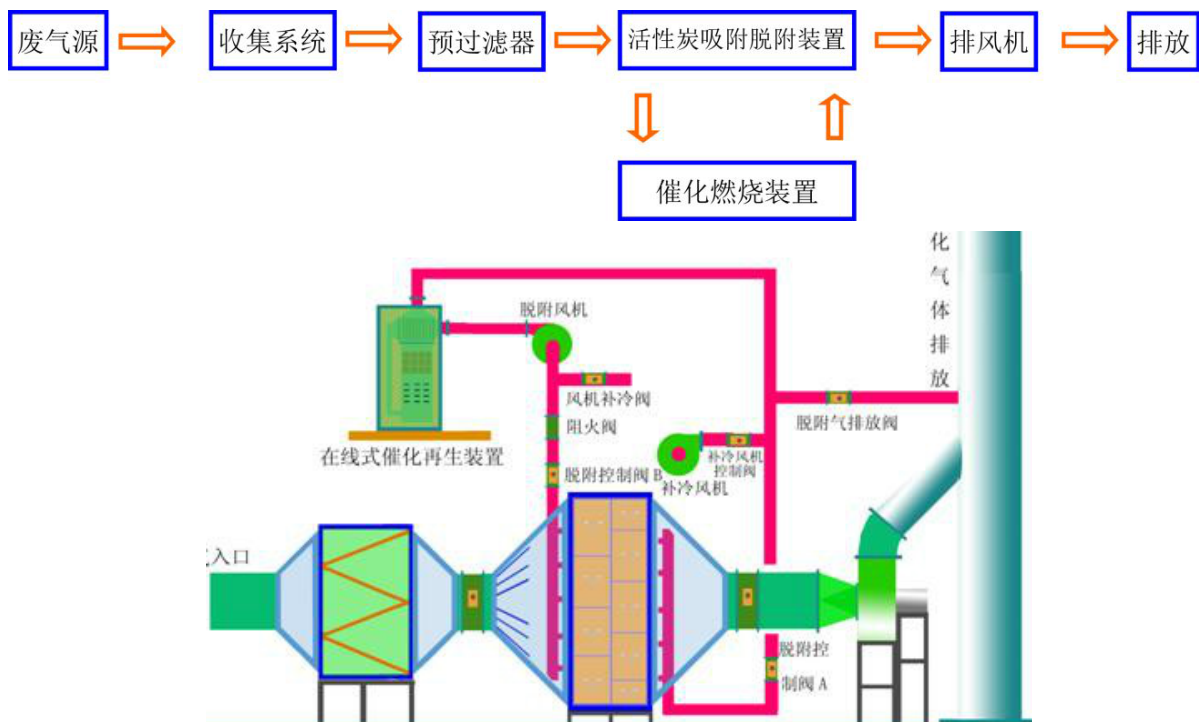 废气源
收集系统
预过滤器
活性炭吸附脱附装置
排风机
排放
催化燃烧装置
化气体排放
脱附风机
风机补冷阀
阻火阀
脱附气排放阀
在线式催化再生装置
脱附控制阀 B
补冷风机
控制阀
补冷风机
入口
脱附控
制阀 A